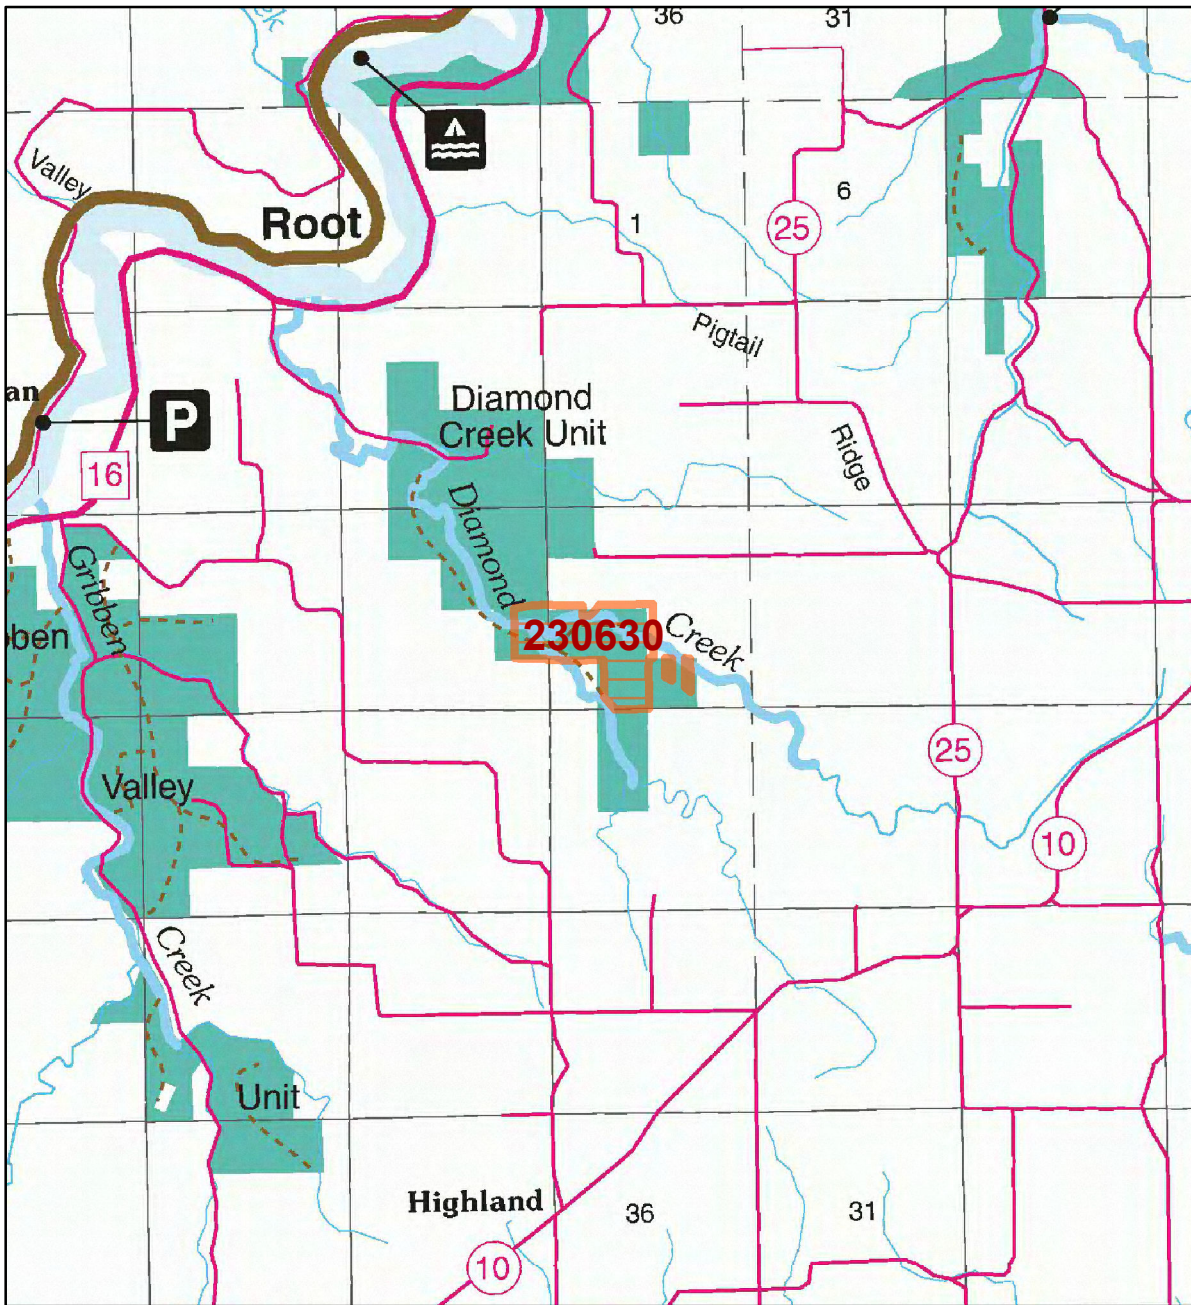 36
31
Valley
Root
1
6
25
Pigtail
an
P
16
Diamond
Creek Unit
Ridge
Diamond
Gribben
ben
230630
Creek
25
Valley
10
Creek
Unit
Highland
36
31
10